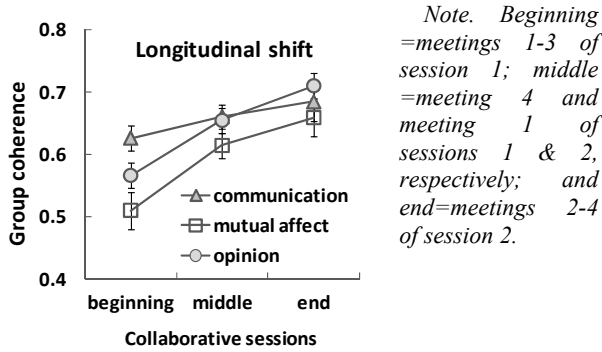 Longitudinal shift
Group coherence
0.8
0.7
0.6
0.5
0.4
communication
mutual affect
opinion
beginning middle end
Collaborative sessions
Note. Beginning
=meetings 1-3 of
session 1; middle
=meeting 4 and
meeting 1 of
sessions 1 & 2,
respectively; and
end=meetings 2-4
of session 2.